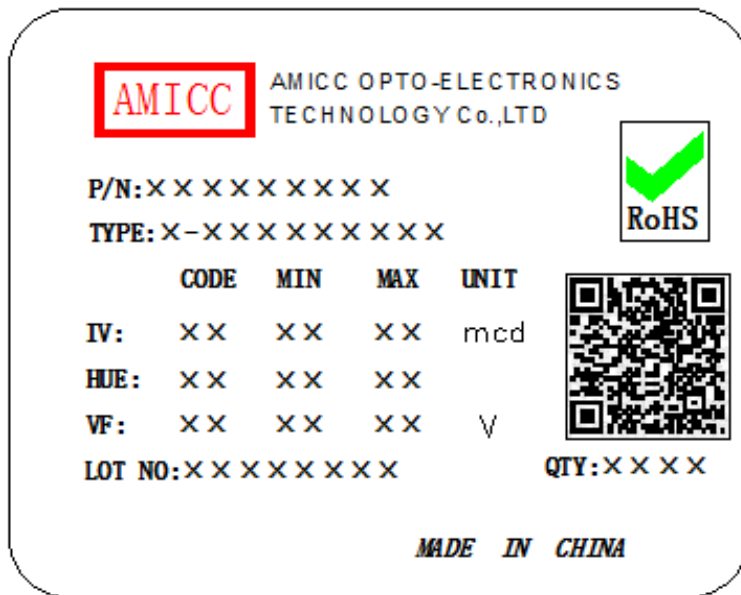 AMICC
AMICC OPTO-ELECTRONICS
TECHNOLOGY Co.,LTD
RoHS
P/N:×××××××××
TYPE:×-×××××××××
CODE MIN MAX UNIT
IV: ×× ×× ×× mcd
HUE: ×× ×× ××
VF: ×× ×× ×× V
LOT NO:××××××××
QTY:××××
MADE IN CHINA